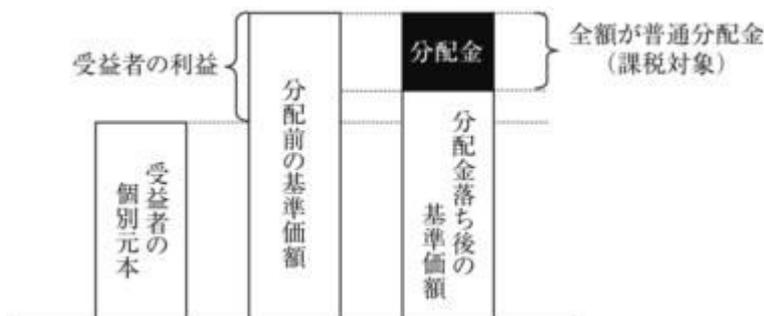 受益者の利益
分配金
全額が普通分配金
（課税対象）
受益者の
個別元本
分配前の基準価額
分配金落ち後の
基準価額